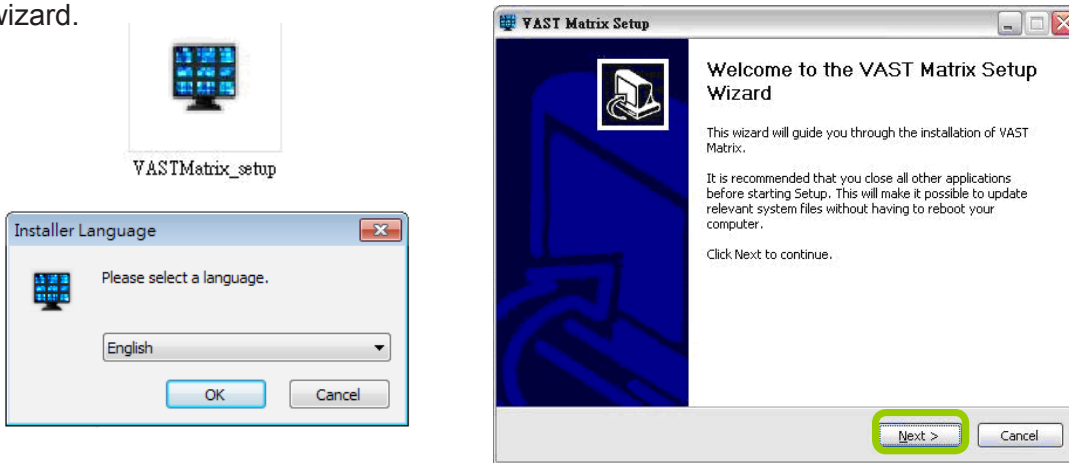 wizard.
VASTMatrix_setup
Installer Language
Please select a language.
English
OK Cancel
VAST Matrix Setup
Welcome to the VAST Matrix Setup
Wizard
This wizard will guide you through the installation of VAST
Matrix.
It is recommended that you close all other applications
before starting Setup. This will make it possible to update
relevant system files without having to reboot your
computer.
Click Next to continue.
Next > Cancel